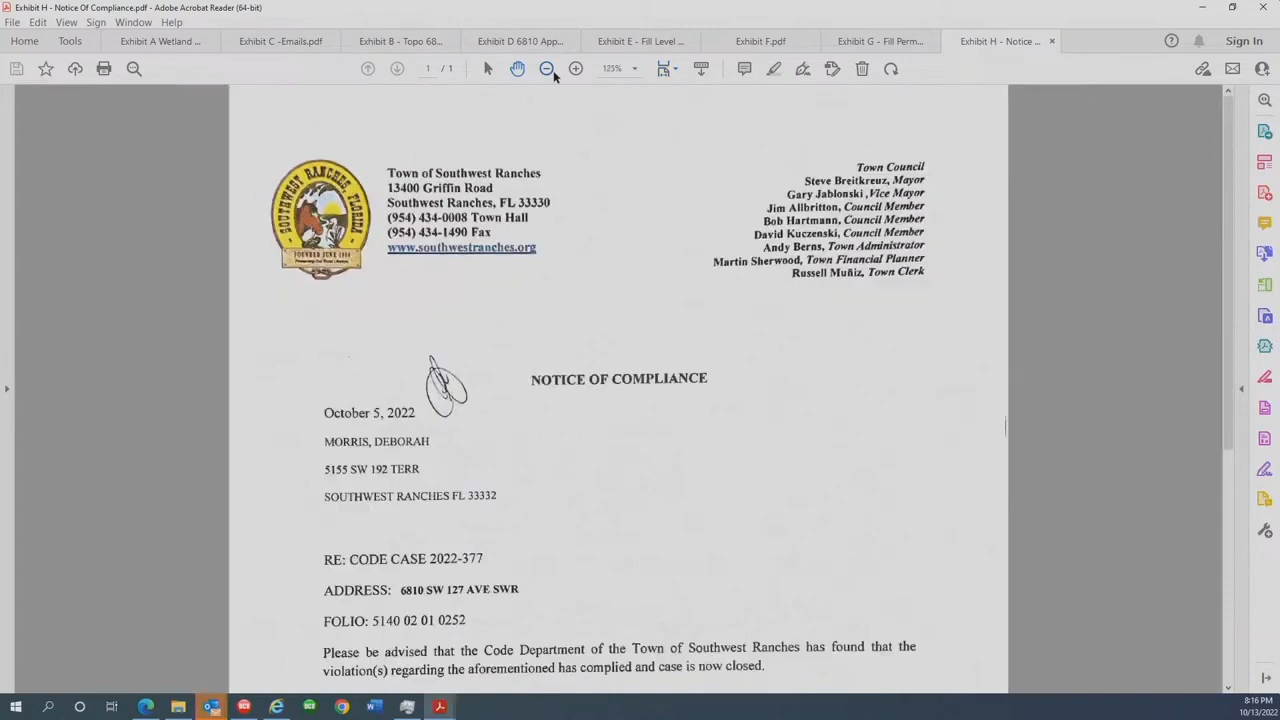 Exhibit H - Notice Of Compliance.pdf - Adobe Acrobat Reader (64-bit)
File Edit View Sign Window Help
Home Tools Exhibit A Wetland ... Exhibit C -Emails.pdf Exhibit B - Topo 68... Exhibit D 6810 App... Exhibit E - Fill Level ... Exhibit F.pdf Exhibit G - Fill Perm... Exhibit H - Notice ... × Sign In
1 / 1 125%
SOUTHWEST RANCHES, FLORIDA
Town of Southwest Ranches
13400 Griffin Road
Southwest Ranches, FL 33330
(954) 434-0008 Town Hall
(954) 434-1490 Fax
www.southwestranches.org
Town Council
Steve Breitkreuz, Mayor
Gary Jablonski ,Vice Mayor
Jim Allbritton, Council Member
Bob Hartmann, Council Member
David Kuczenski, Council Member
Andy Berns, Town Administrator
Martin Sherwood, Town Financial Planner
Russell Muñiz, Town Clerk
NOTICE OF COMPLIANCE
October 5, 2022
MORRIS, DEBORAH
5155 SW 192 TERR
SOUTHWEST RANCHES FL 33332
RE: CODE CASE 2022-377
ADDRESS: 6810 SW 127 AVE SWR
FOLIO: 5140 02 01 0252
Please be advised that the Code Department of the Town of Southwest Ranches has found that the
violation(s) regarding the aforementioned has complied and case is now closed.
8:16 PM
10/13/2022